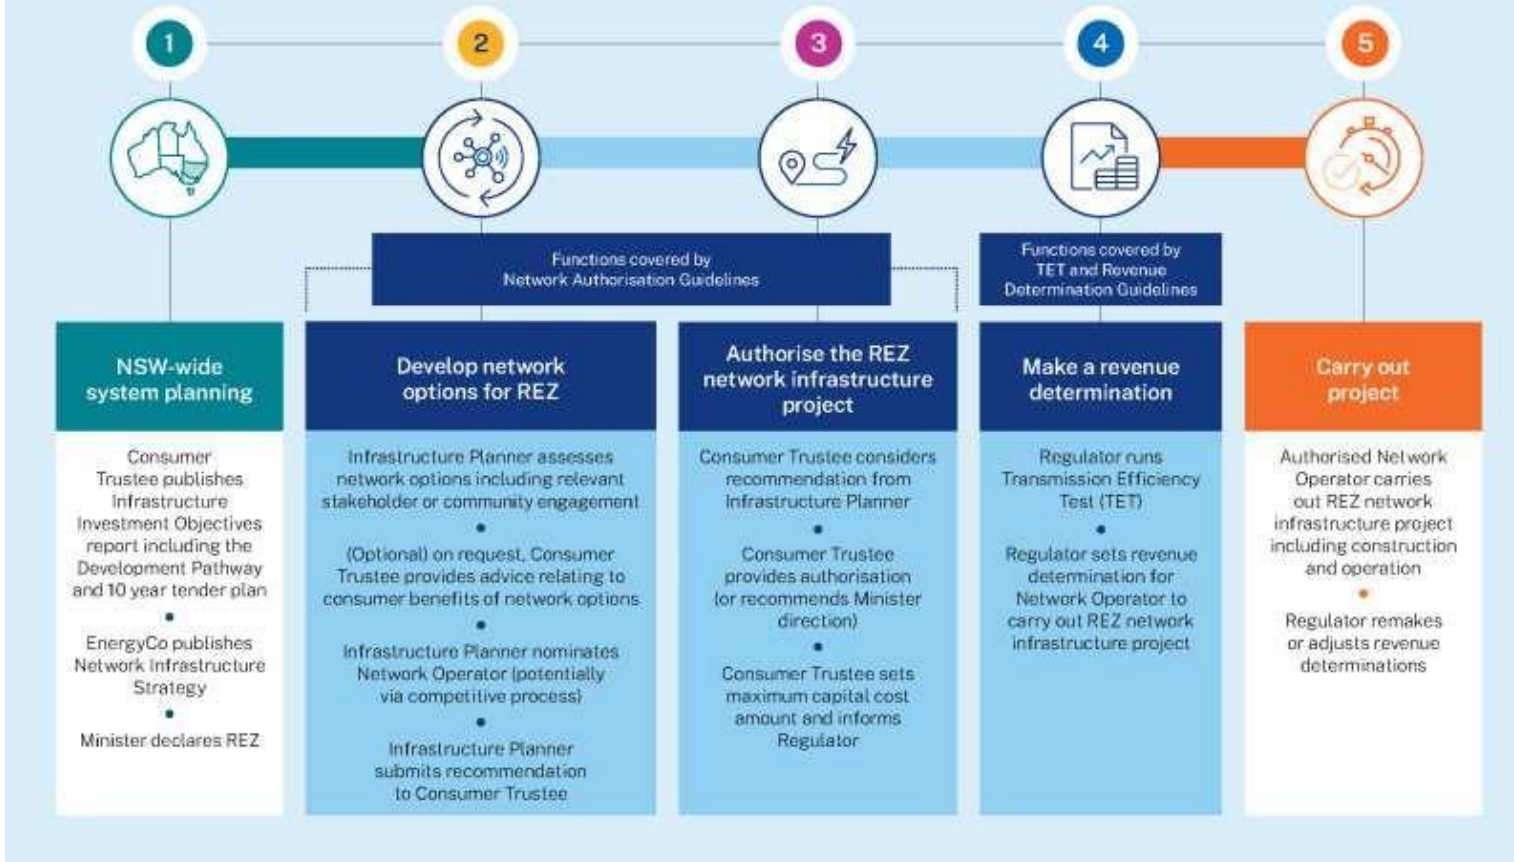 1
2
3
4
5
Functions covered by
Network Authorisation Guidelines
Functions covered by
TET and Revenue
Determination Guidelines
NSW-wide
system planning
Consumer
Trustee publishes
Infrastructure
Investment Objectives
report including the
Development Pathway
and 10 year tender plan
•
EnergyCo publishes
Network Infrastructure
Strategy
•
Minister declares REZ
Develop network
options for REZ
Infrastructure Planner assesses
network options including relevant
stakeholder or community engagement
•
(Optional) on request, Consumer
Trustee provides advice relating to
consumer benefits of network options
•
Infrastructure Planner nominates
Network Operator (potentially
via competitive process)
•
Infrastructure Planner
submits recommendation
to Consumer Trustee
Authorise the REZ
network infrastructure
project
Consumer Trustee considers
recommendation from
Infrastructure Planner
•
Consumer Trustee
provides authorisation
(or recommends Minister
direction)
•
Consumer Trustee sets
maximum capital cost
amount and informs
Regulator
Make a revenue
determination
Regulator runs
Transmission Efficiency
Test (TET)
•
Regulator sets revenue
determination for
Network Operator to
carry out REZ network
infrastructure project
Carry out
project
Authorised Network
Operator carries
out REZ network
infrastructure project
including construction
and operation
•
Regulator remakes
or adjusts revenue
determinations